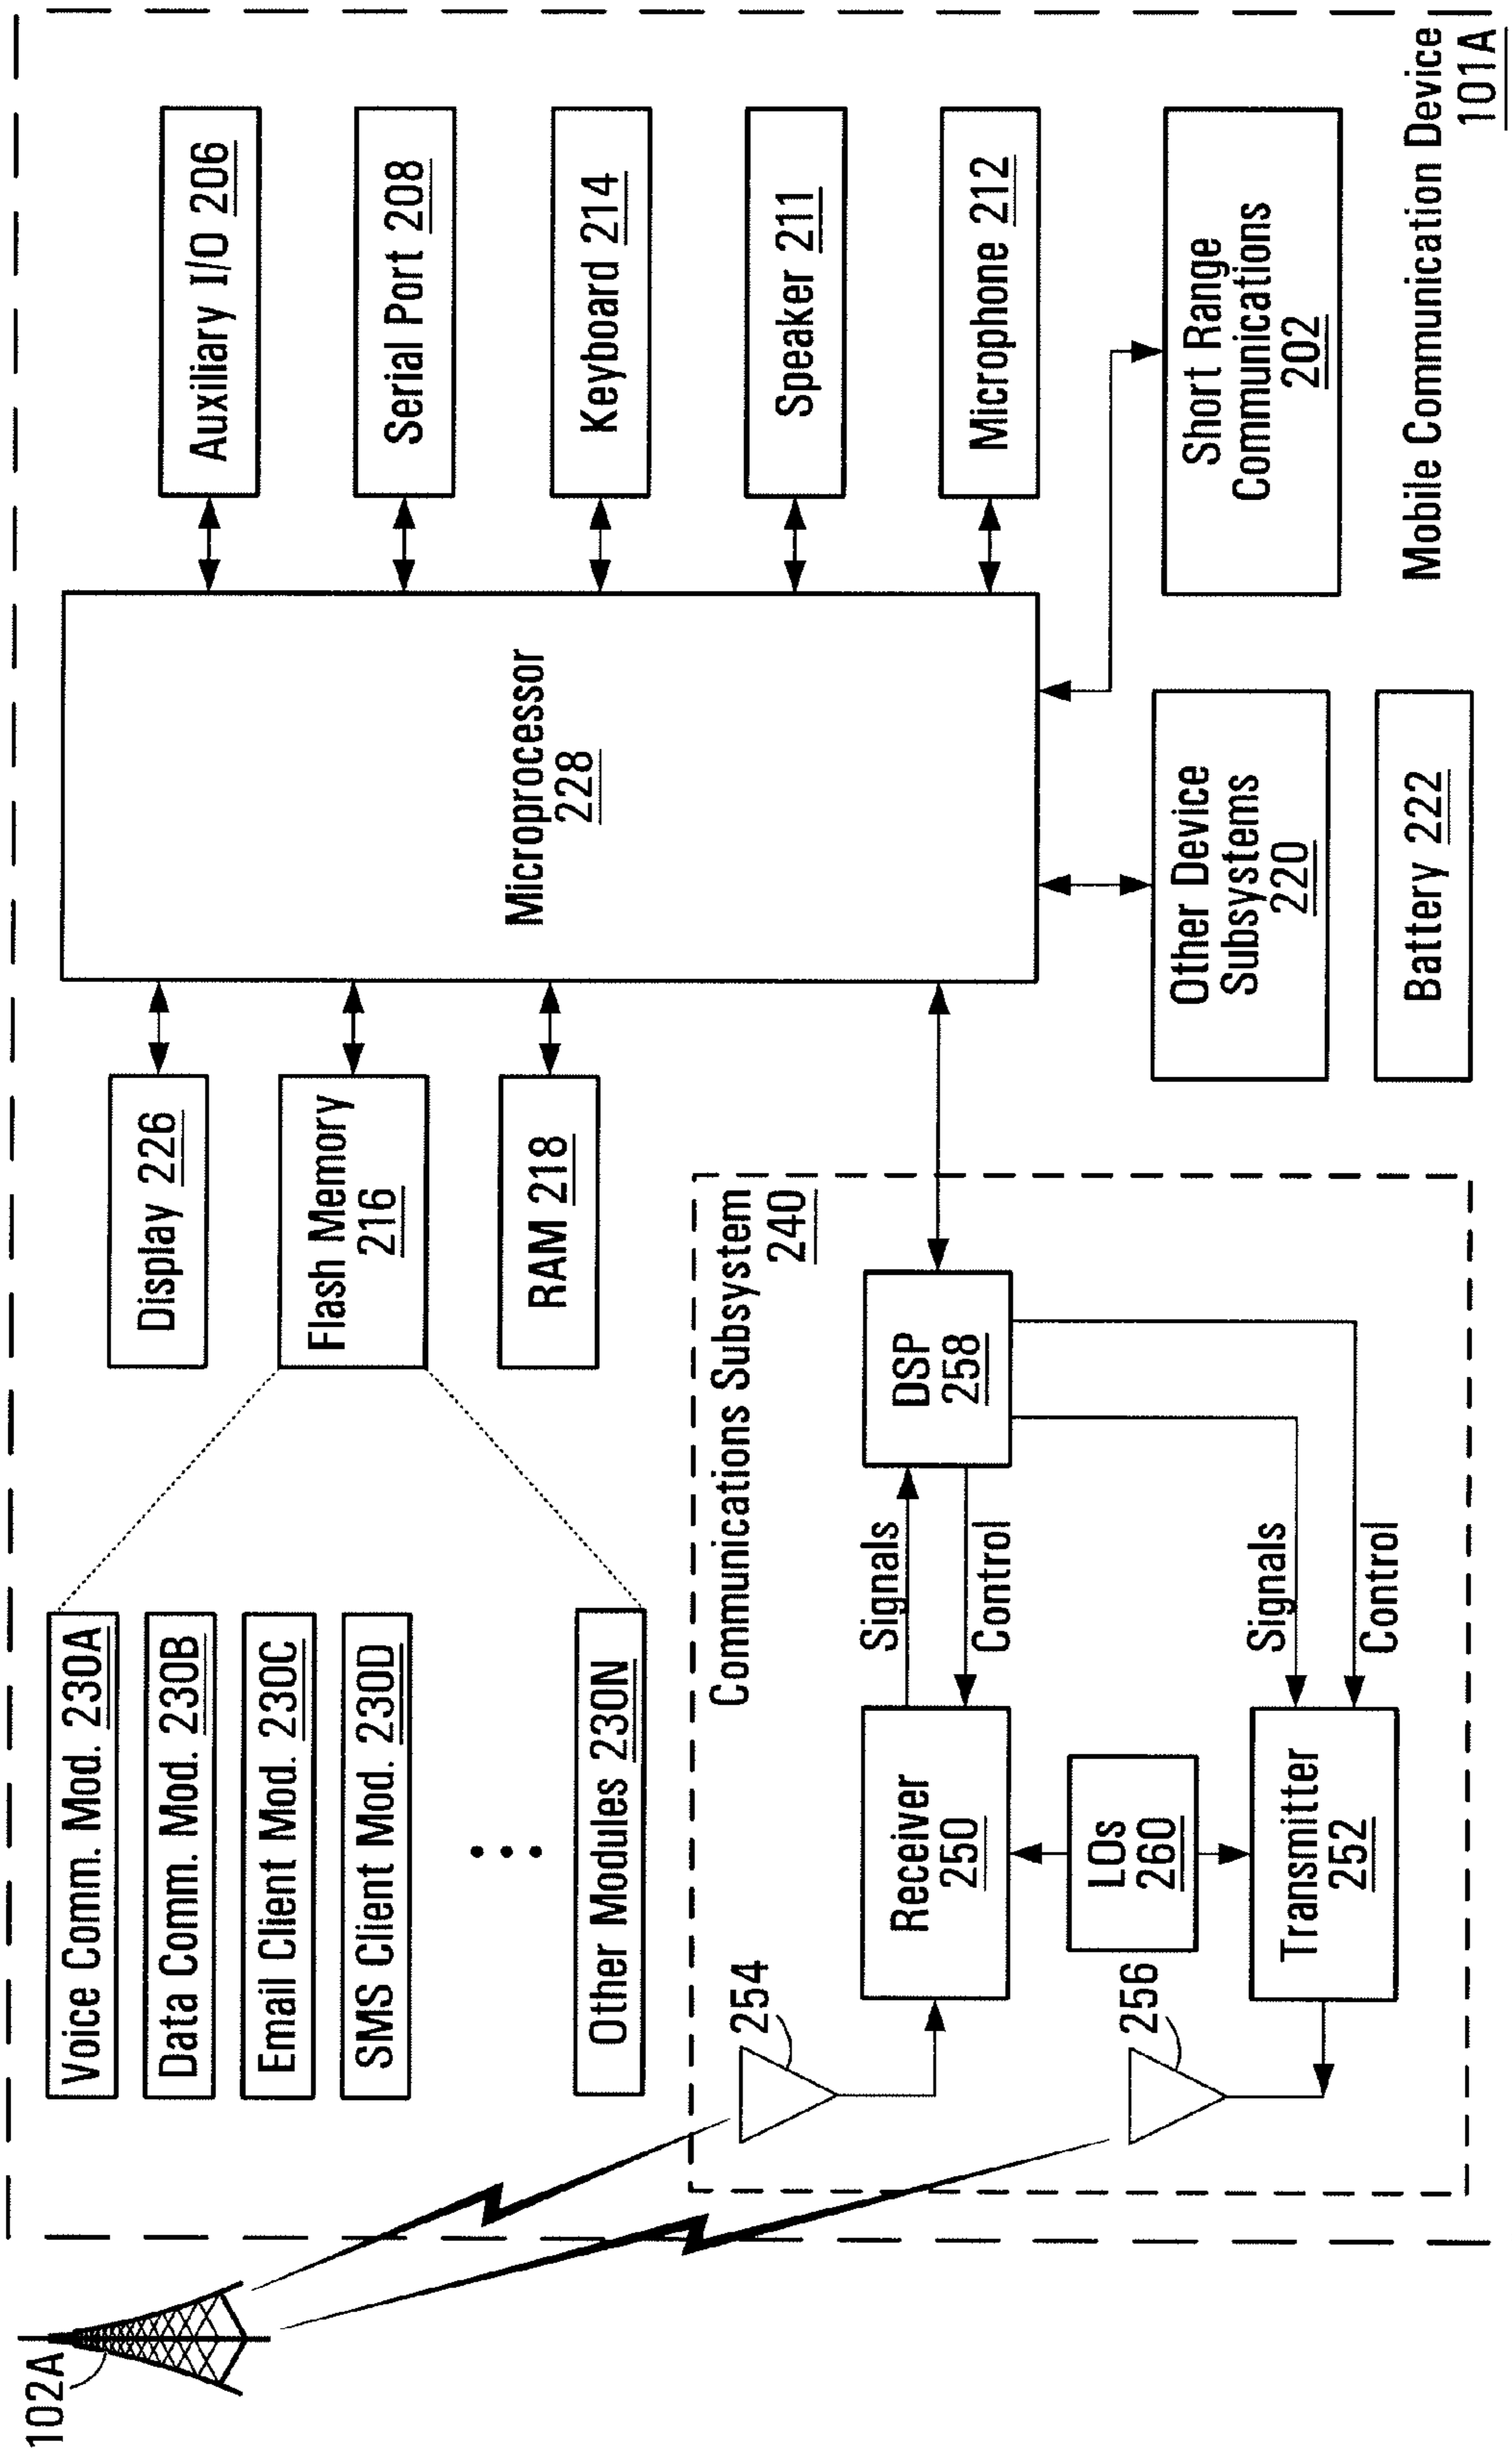 102A
Voice Comm. Mod. 230A
Data Comm. Mod. 230B
Email Client Mod. 230C
SMS Client Mod. 230D
Other Modules 230N
Display 226
Flash Memory
216
RAM 218
Microprocessor
228
Auxiliary I/O 206
Serial Port 208
Keyboard 214
Speaker 211
Microphone 212
Communications Subsystem
240
254
Receiver
250
Signals
Control
DSP
258
LOs
260
256
Transmitter
252
Signals
Control
Other Device
Subsystems
220
Short Range
Communications
202
Battery 222
Mobile Communication Device
101A